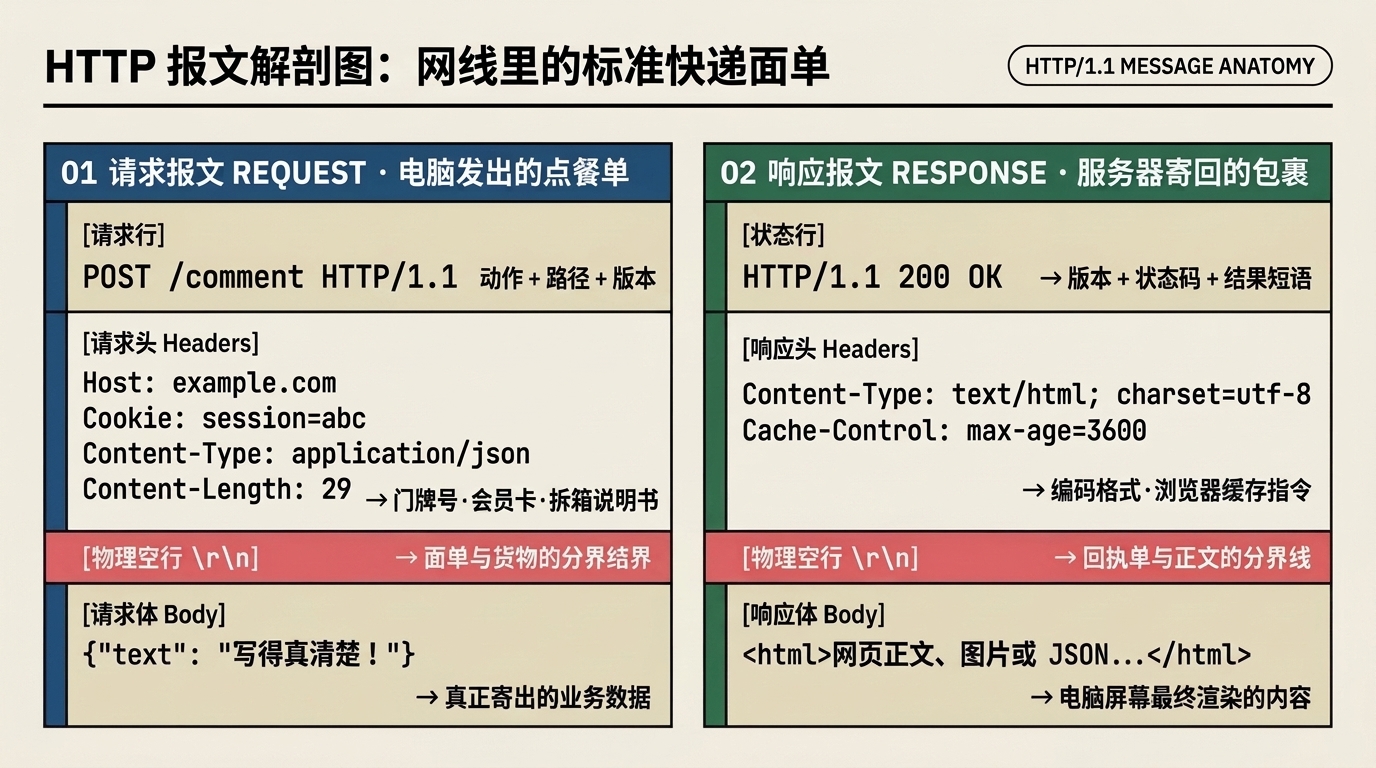 HTTP 报文解剖图：网线里的标准快递面单
HTTP/1.1 MESSAGE ANATOMY
01 请求报文 REQUEST · 电脑发出的点餐单
[请求行]
POST /comment HTTP/1.1 动作 + 路径 + 版本
[请求头 Headers]
Host: example.com
Cookie: session=abc
Content-Type: application/json
Content-Length: 29 → 门牌号·会员卡·拆箱说明书
[物理空行 \r\n] → 面单与货物的分界结界
[请求体 Body]
{"text": "写得真清楚！"}
→ 真正寄出的业务数据
02 响应报文 RESPONSE · 服务器寄回的包裹
[状态行]
HTTP/1.1 200 OK → 版本 + 状态码 + 结果短语
[响应头 Headers]
Content-Type: text/html; charset=utf-8
Cache-Control: max-age=3600
→ 编码格式·浏览器缓存指令
[物理空行 \r\n] → 回执单与正文的分界线
[响应体 Body]
<html>网页正文、图片或 JSON...</html>
→ 电脑屏幕最终渲染的内容